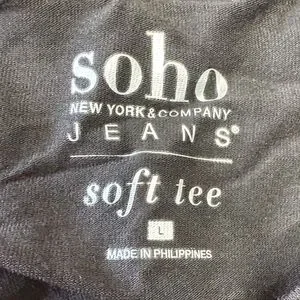 soho
NEW YORK & COMPANY
JEANS®
soft tee
L
MADE IN PHILIPPINES